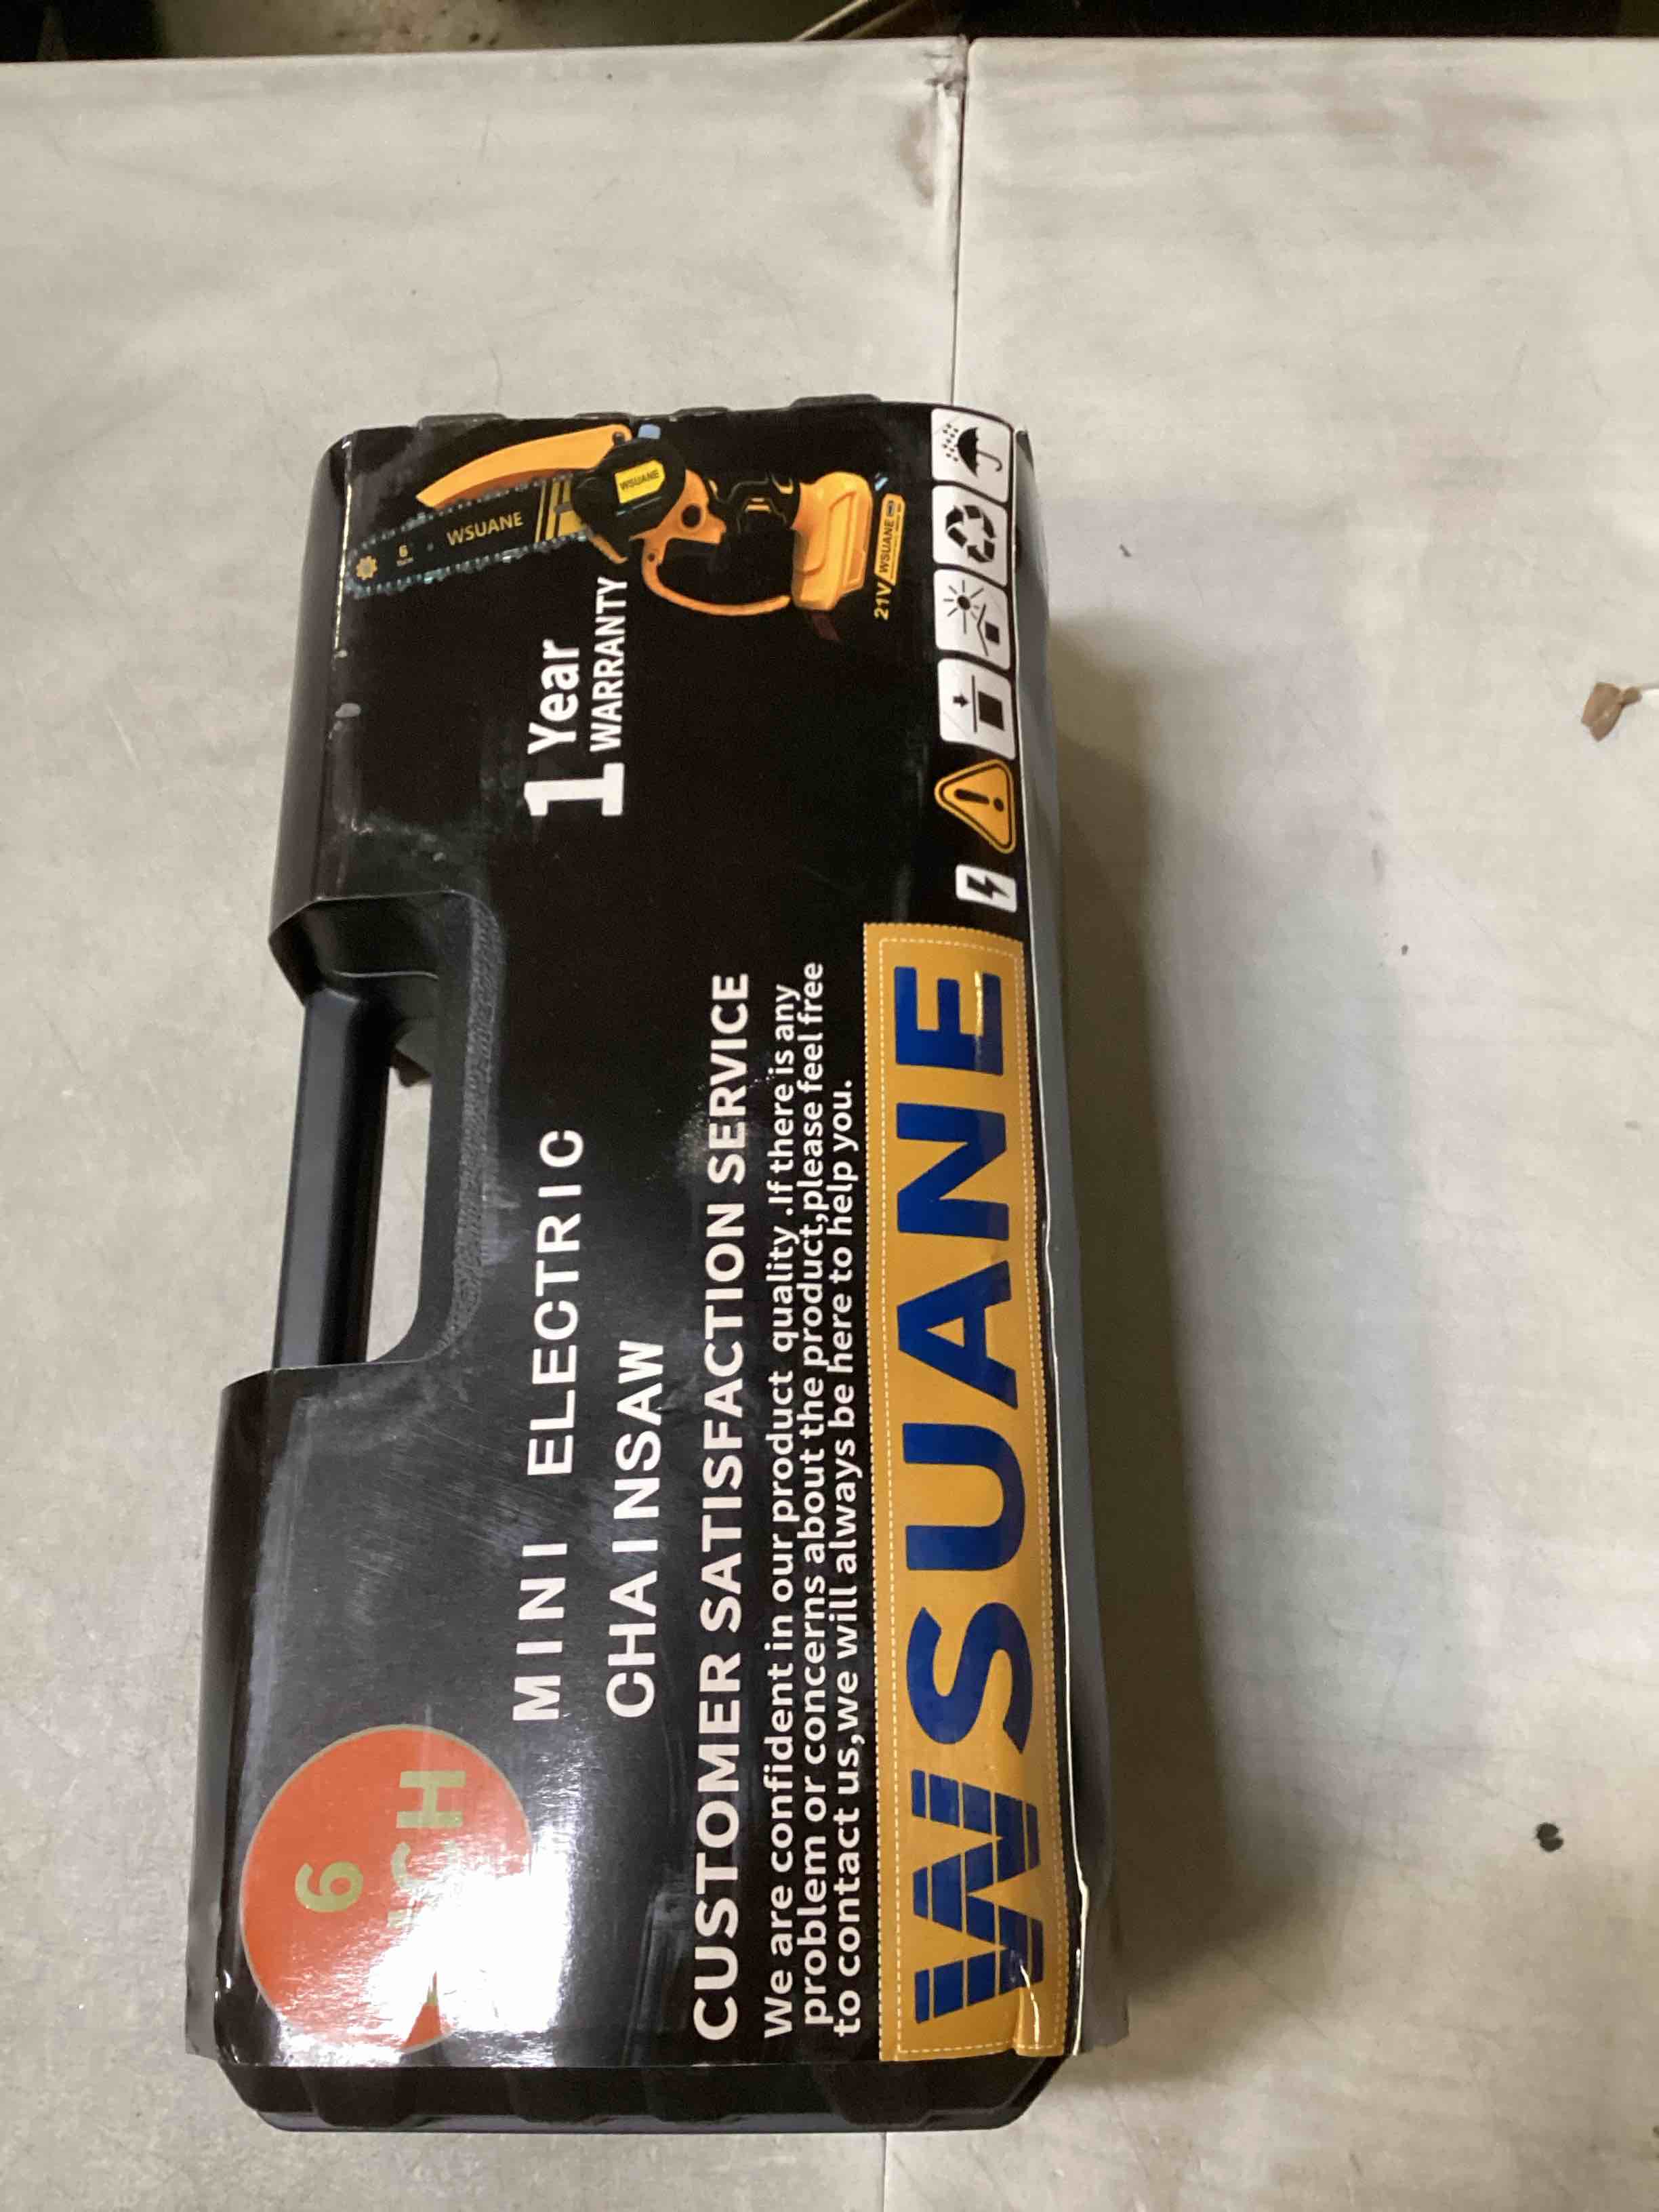 6
INCH
MINI ELECTRIC
CHAINSAW
1 Year
WARRANTY
WSUANE
6
WSUANE
21V WSUANE
CUSTOMER SATISFACTION SERVICE
We are confident in our product quality .If there is any
problem or concerns about the product,please feel free
to contact us,we will always be here to help you.
WSUANE